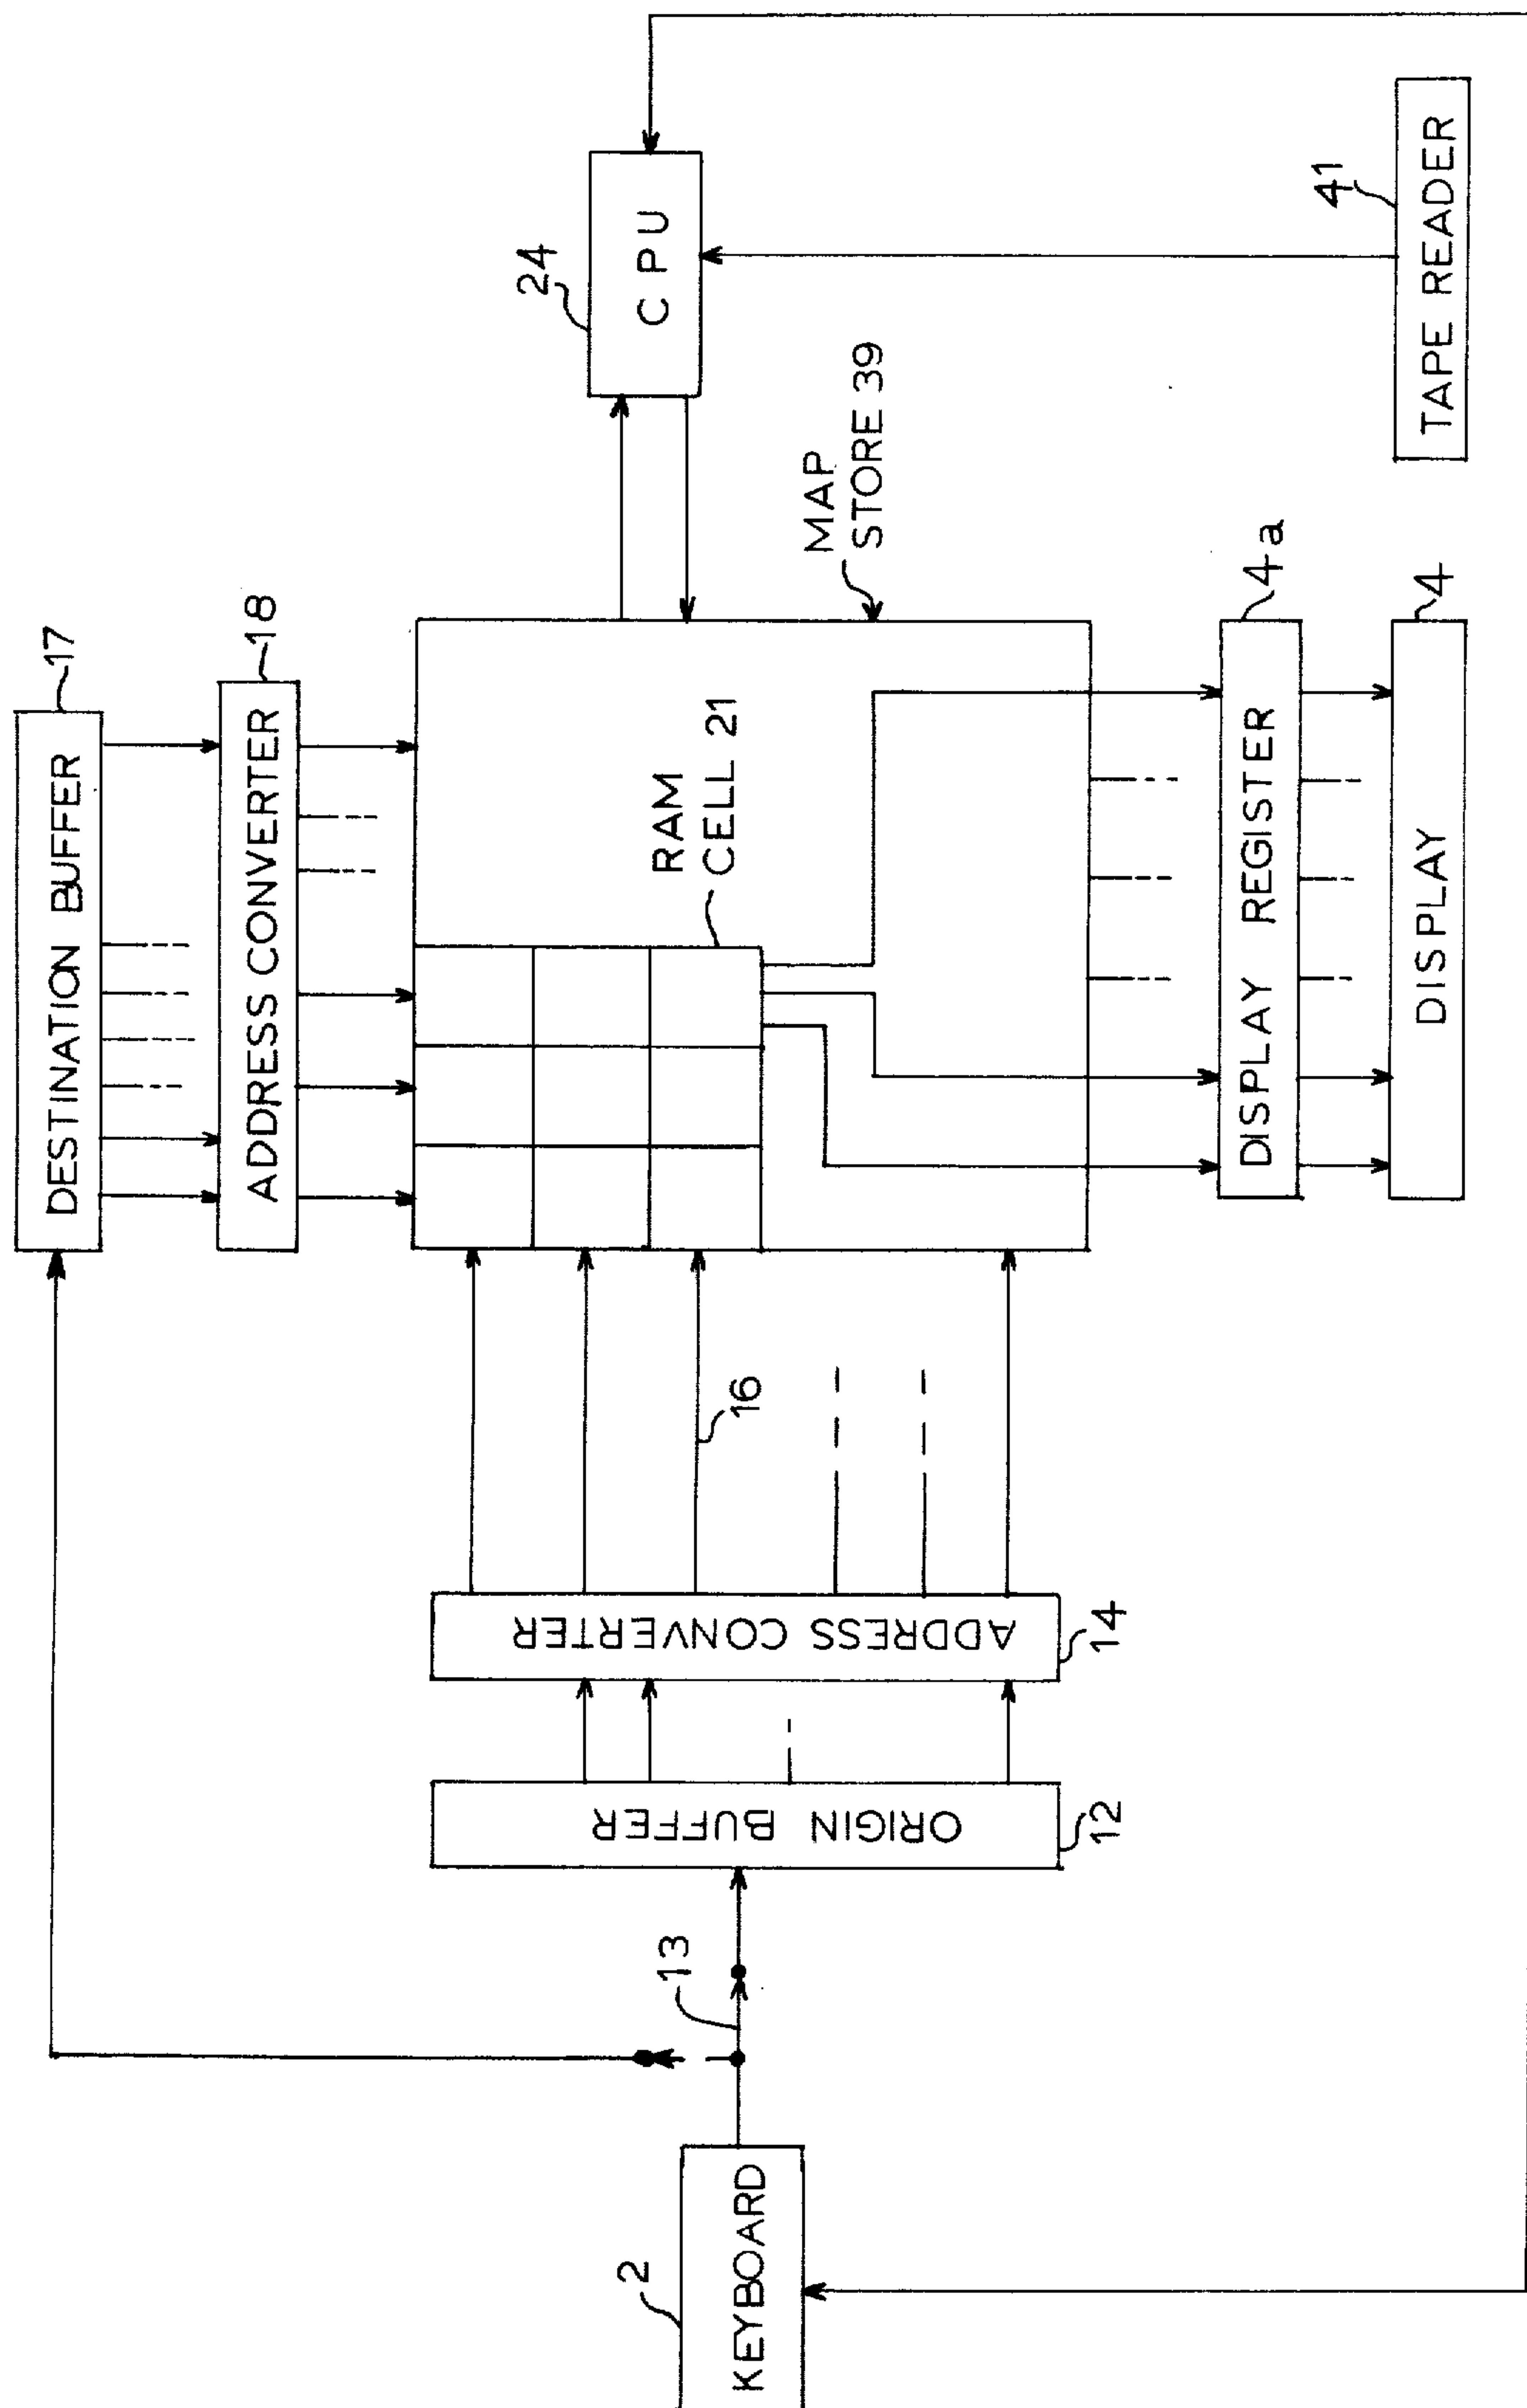 DESTINATION BUFFER
17
ADDRESS CONVERTER
18
24
CPU
RAM
CELL 21
MAP
STORE 39
KEYBOARD
2
13
ORIGIN BUFFER
12
ADDRESS CONVERTER
14
16
DISPLAY REGISTER
4a
DISPLAY
4
TAPE READER
41